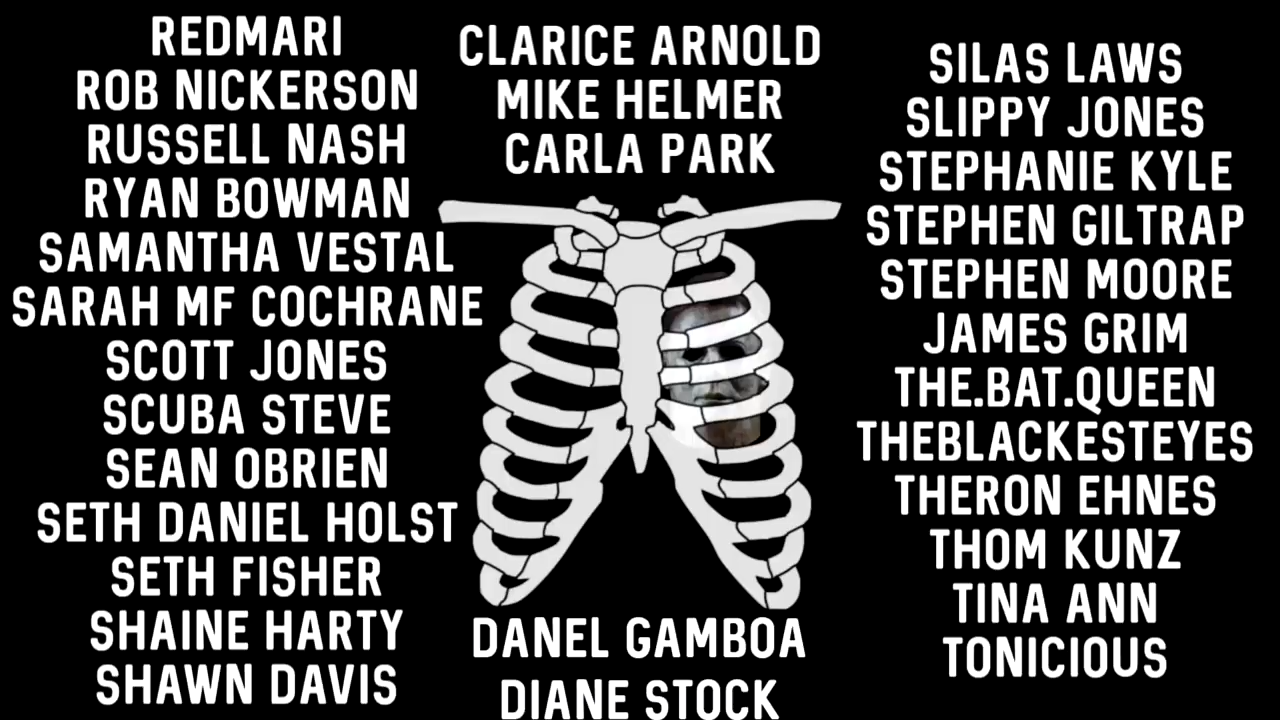 REDMARI
ROB NICKERSON
RUSSELL NASH
RYAN BOWMAN
SAMANTHA VESTAL
SARAH MF COCHRANE
SCOTT JONES
SCUBA STEVE
SEAN OBRIEN
SETH DANIEL HOLST
SETH FISHER
SHAINE HARTY
SHAWN DAVIS
CLARICE ARNOLD
MIKE HELMER
CARLA PARK
DANEL GAMBOA
DIANE STOCK
SILAS LAWS
SLIPPY JONES
STEPHANIE KYLE
STEPHEN GILTRAP
STEPHEN MOORE
JAMES GRIM
THE.BAT.QUEEN
THEBLACKESTEYES
THERON EHNES
THOM KUNZ
TINA ANN
TONICIOUS